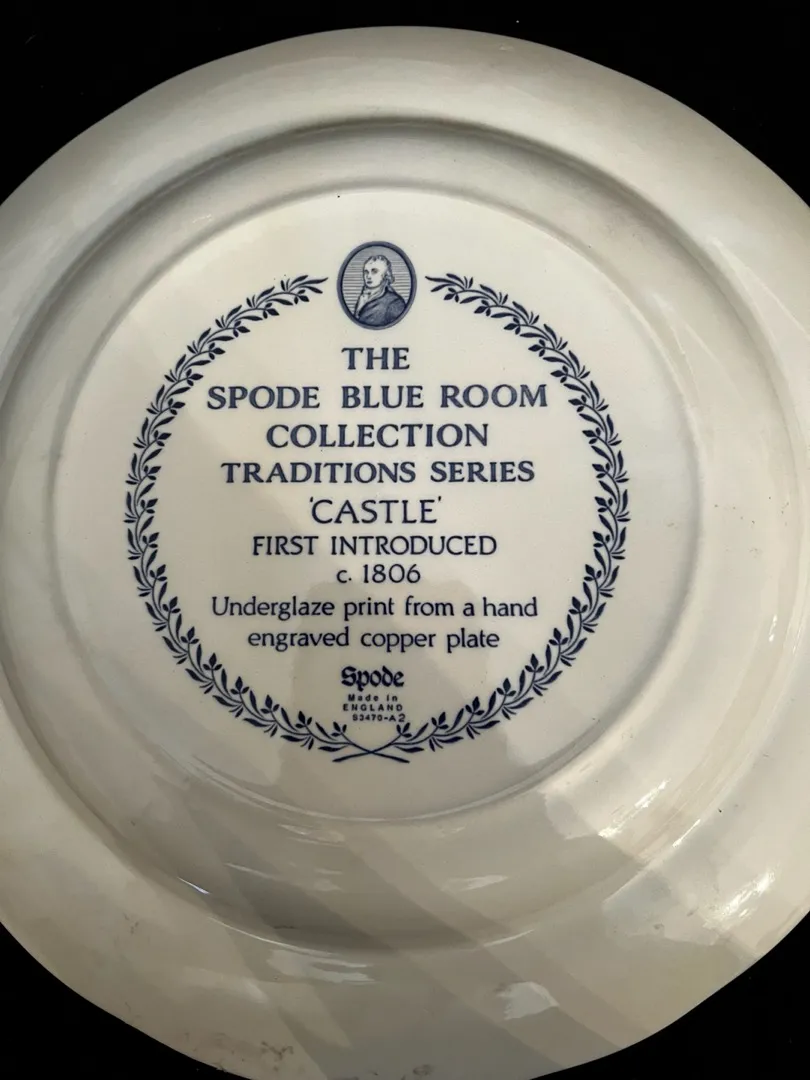 THE
SPODE BLUE ROOM
COLLECTION
TRADITIONS SERIES
'CASTLE'
FIRST INTRODUCED
c. 1806
Underglaze print from a hand
engraved copper plate
Spode
Made in
ENGLAND
S3470-A2